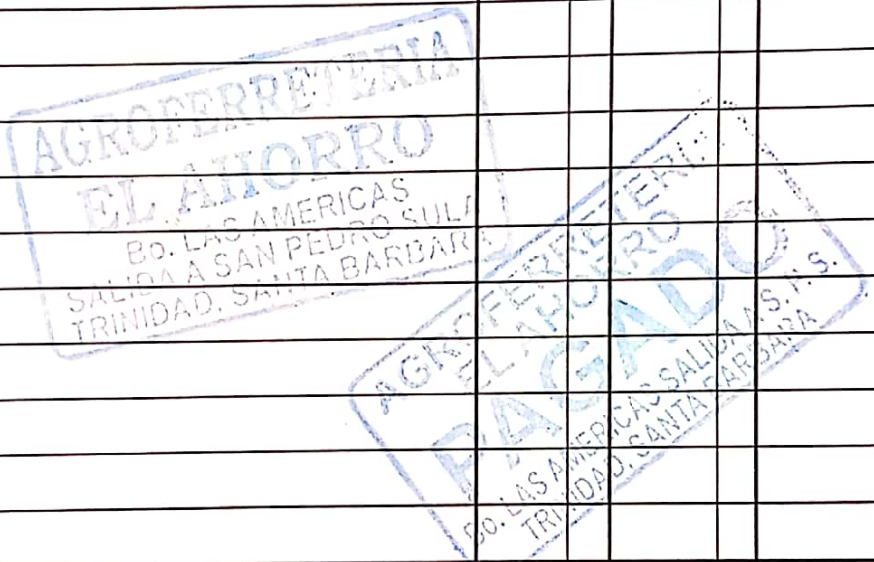 AGROFERRETERIA
EL AHORRO
Bo. LAS AMERICAS
SALIDA A SAN PEDRO SULA
TRINIDAD, SANTA BARBARA
AGROFERRETERI
EL AHORRO
PAGADO
Bo. LAS AMERICAS SALIDA A S. P. S.
TRINIDAD, SANTA BARBARA